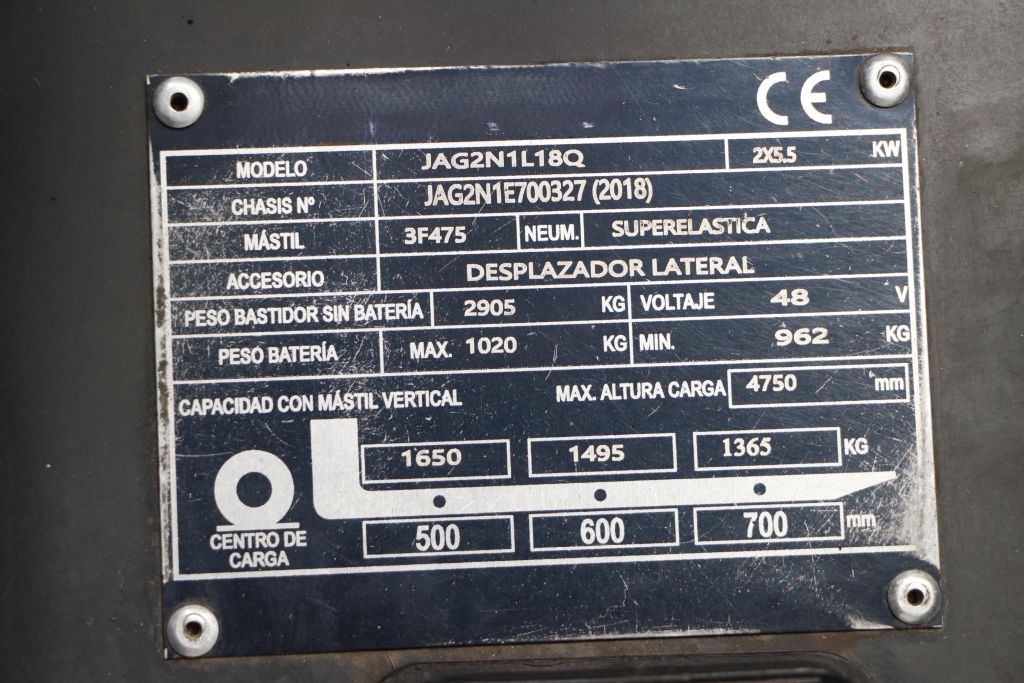 CE
MODELO JAG2N1L18Q 2X5.5 KW
CHASIS Nº JAG2N1E700327 (2018)
MÁSTIL 3F475 NEUM. SUPERELASTICA
ACCESORIO DESPLAZADOR LATERAL
PESO BASTIDOR SIN BATERÍA 2905 KG VOLTAJE 48 V
PESO BATERÍA MAX. 1020 KG MIN. 962 KG
CAPACIDAD CON MÁSTIL VERTICAL MAX. ALTURA CARGA 4750 mm
1650 1495 1365 KG
500 600 700 mm
CENTRO DE
CARGA